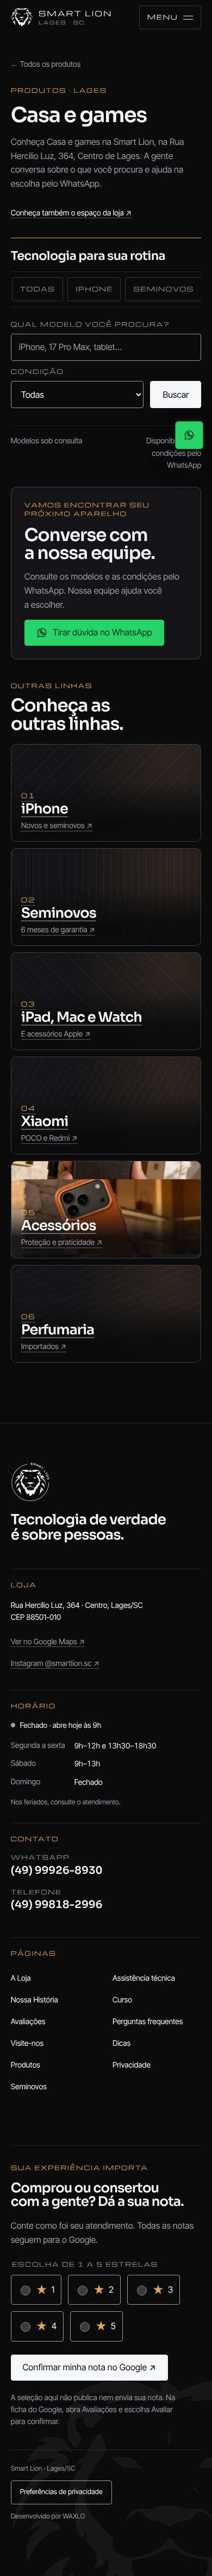 SMART LION
LAGES · SC
MENU
← Todos os produtos
PRODUTOS · LAGES
Casa e games
Conheça Casa e games na Smart Lion, na Rua
Hercílio Luz, 364, Centro de Lages. A gente
conversa sobre o que você procura e ajuda na
escolha pelo WhatsApp.
Conheça também o espaço da loja ↗
Tecnologia para sua rotina
TODAS
IPHONE
SEMINOVOS
QUAL MODELO VOCÊ PROCURA?
iPhone, 17 Pro Max, tablet...
CONDIÇÃO
Todas
Buscar
Modelos sob consulta
condições pelo
WhatsApp
VAMOS ENCONTRAR SEU
PRÓXIMO APARELHO
Converse com
a nossa equipe.
Consulte os modelos e as condições pelo
WhatsApp. Nossa equipe ajuda você
a escolher.
Tirar dúvida no WhatsApp
OUTRAS LINHAS
Conheça as
outras linhas.
01
iPhone
Novos e seminovos ↗
02
Seminovos
6 meses de garantia ↗
03
iPad, Mac e Watch
E acessórios Apple ↗
04
Xiaomi
POCO e Redmi ↗
05
Acessórios
Proteção e praticidade ↗
06
Perfumaria
Importados ↗
Tecnologia de verdade
é sobre pessoas.
LOJA
Rua Hercílio Luz, 364 · Centro, Lages/SC
CEP 88501-010
Ver no Google Maps ↗
Instagram @smartlion.sc ↗
HORÁRIO
Fechado · abre hoje às 9h
Segunda a sexta 9h–12h e 13h30–18h30
Sábado 9h–13h
Domingo Fechado
Nos feriados, consulte o atendimento.
CONTATO
WHATSAPP
(49) 99926-8930
TELEFONE
(49) 99818-2996
PÁGINAS
A Loja
Assistência técnica
Nossa História
Curso
Avaliações
Perguntas frequentes
Visite-nos
Dicas
Produtos
Privacidade
Seminovos
SUA EXPERIÊNCIA IMPORTA
Comprou ou consertou
com a gente? Dá a sua nota.
Conte como foi seu atendimento. Todas as notas
seguem para o Google.
ESCOLHA DE 1 A 5 ESTRELAS
★ 1
★ 2
★ 3
★ 4
★ 5
Confirmar minha nota no Google ↗
A seleção aqui não publica nem envia sua nota. Na
ficha do Google, abra Avaliações e escolha Avaliar
para confirmar.
Smart Lion · Lages/SC
Preferências de privacidade
Desenvolvido por WAXLO